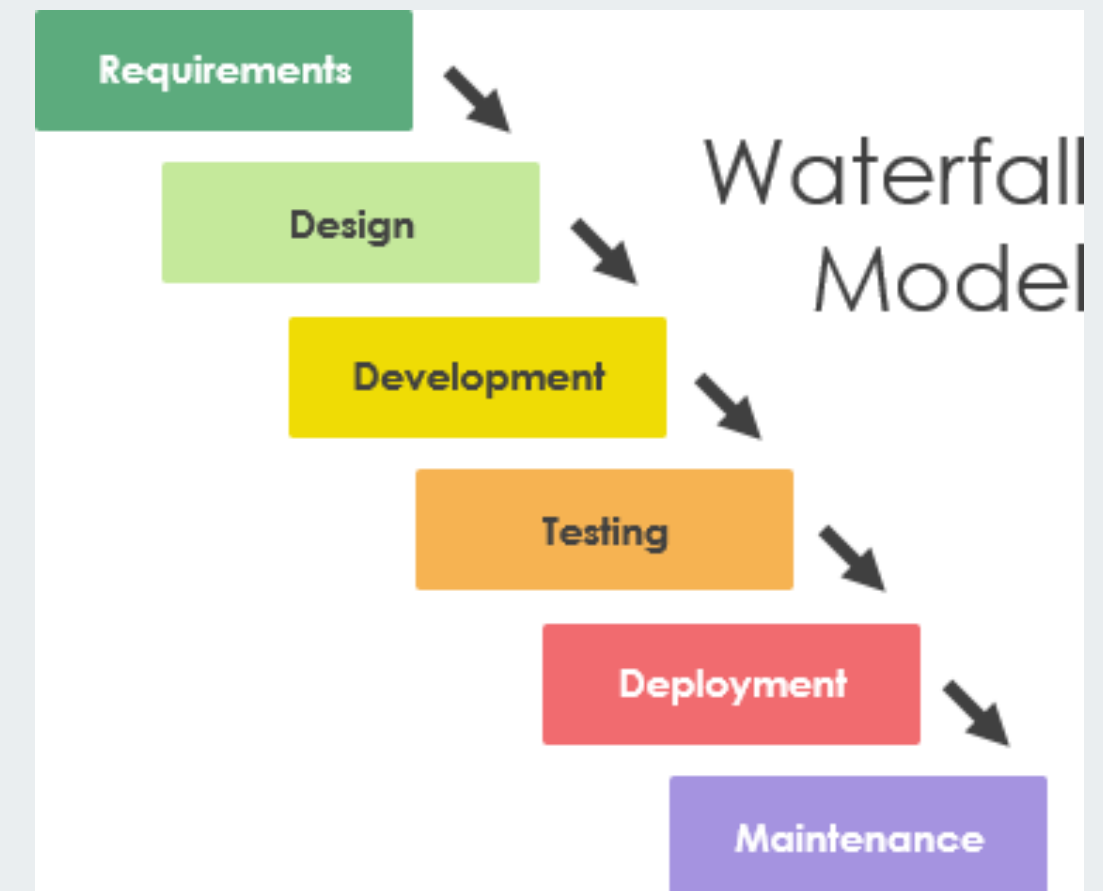 Requirements
Waterfall
Model
Design
Development
Testing
Deployment
Maintenance